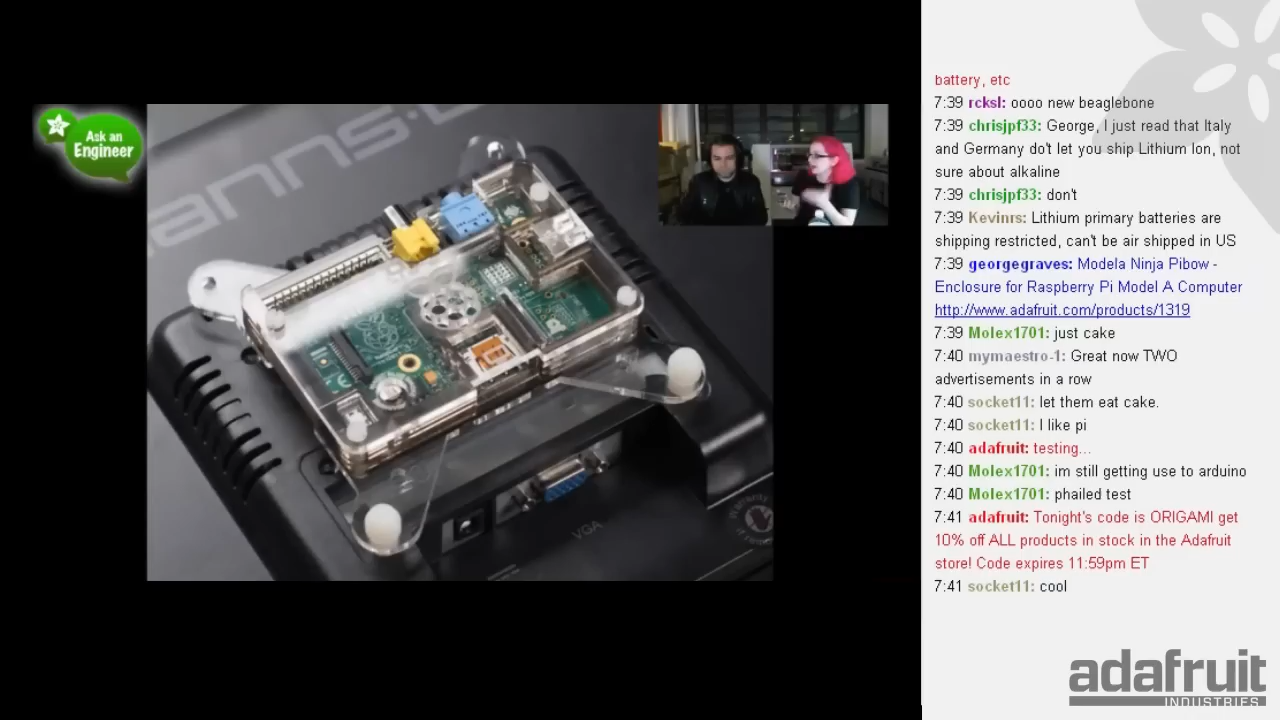 Ask an
Engineer
VGA
battery, etc
7:39 rcksl: oooo new beaglebone
7:39 chrisjpf33: George, I just read that Italy
and Germany do't let you ship Lithium Ion, not
sure about alkaline
7:39 chrisjpf33: don't
7:39 Kevinrs: Lithium primary batteries are
shipping restricted, can't be air shipped in US
7:39 georgegraves: Modela Ninja Pibow -
Enclosure for Raspberry Pi Model A Computer
http://www.adafruit.com/products/1319
7:39 Molex1701: just cake
7:40 mymaestro-1: Great now TWO
advertisements in a row
7:40 socket11: let them eat cake.
7:40 socket11: I like pi
7:40 adafruit: testing...
7:40 Molex1701: im still getting use to arduino
7:40 Molex1701: phailed test
7:41 adafruit: Tonight's code is ORIGAMI get
10% off ALL products in stock in the Adafruit
store! Code expires 11:59pm ET
7:41 socket11: cool
adafruit
INDUSTRIES